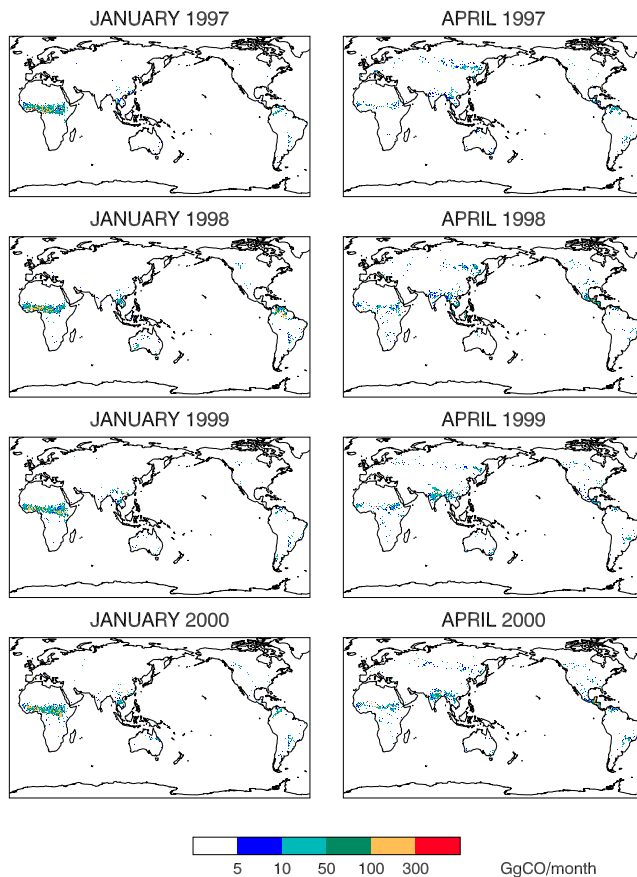 JANUARY 1997 APRIL 1997
JANUARY 1998 APRIL 1998
JANUARY 1999 APRIL 1999
JANUARY 2000 APRIL 2000
5 10 50 100 300 GgCO/month